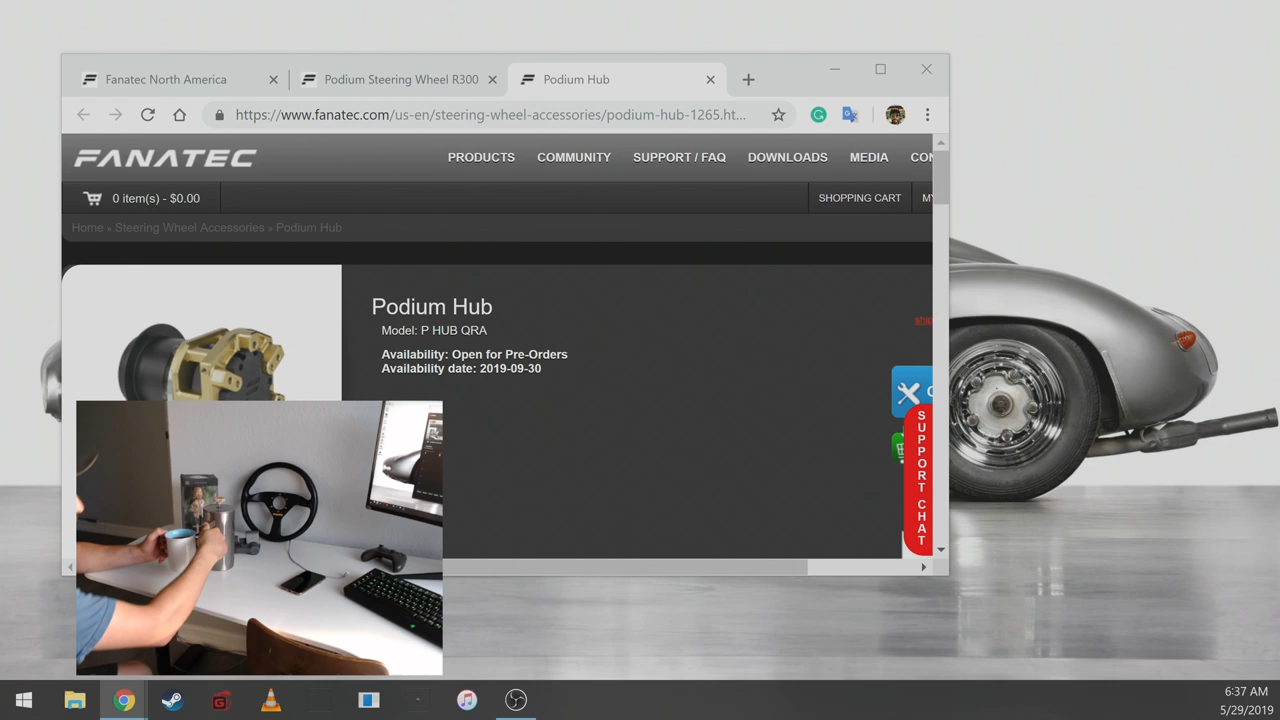 Fanatec North America
Podium Steering Wheel R300
Podium Hub
https://www.fanatec.com/us-en/steering-wheel-accessories/podium-hub-1265.ht...
FANATEC
PRODUCTS COMMUNITY SUPPORT / FAQ DOWNLOADS MEDIA CON
0 item(s) - $0.00
SHOPPING CART
MY
Home » Steering Wheel Accessories » Podium Hub
Podium Hub
Model: P HUB QRA
Availability: Open for Pre-Orders
Availability date: 2019-09-30
SUPPORT CHAT
6:37 AM
5/29/2019